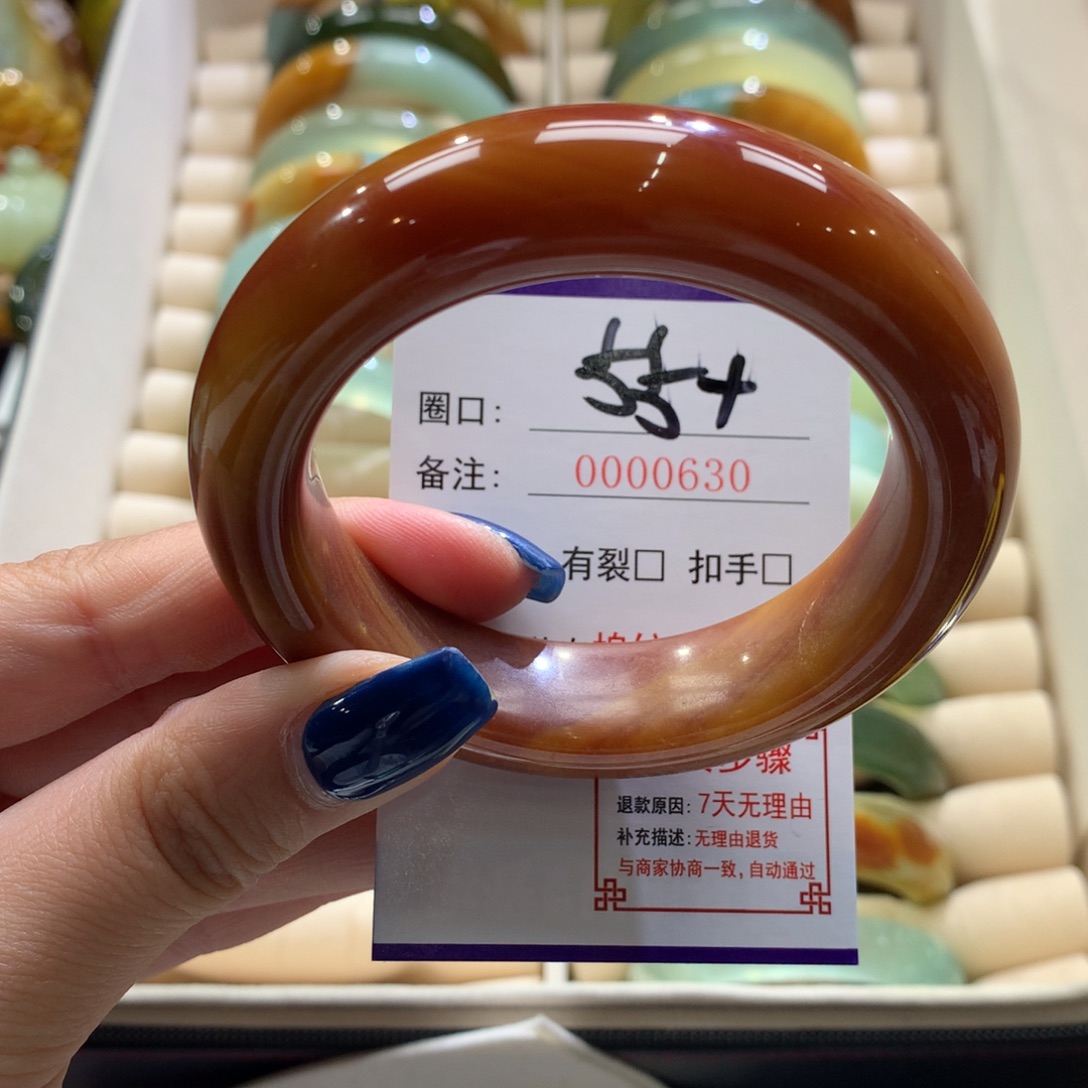 圈口: 55+
备注: 0000630
有裂□ 扣手□
步骤
退款原因: 7天无理由
补充描述: 无理由退货
与商家协商一致，自动通过